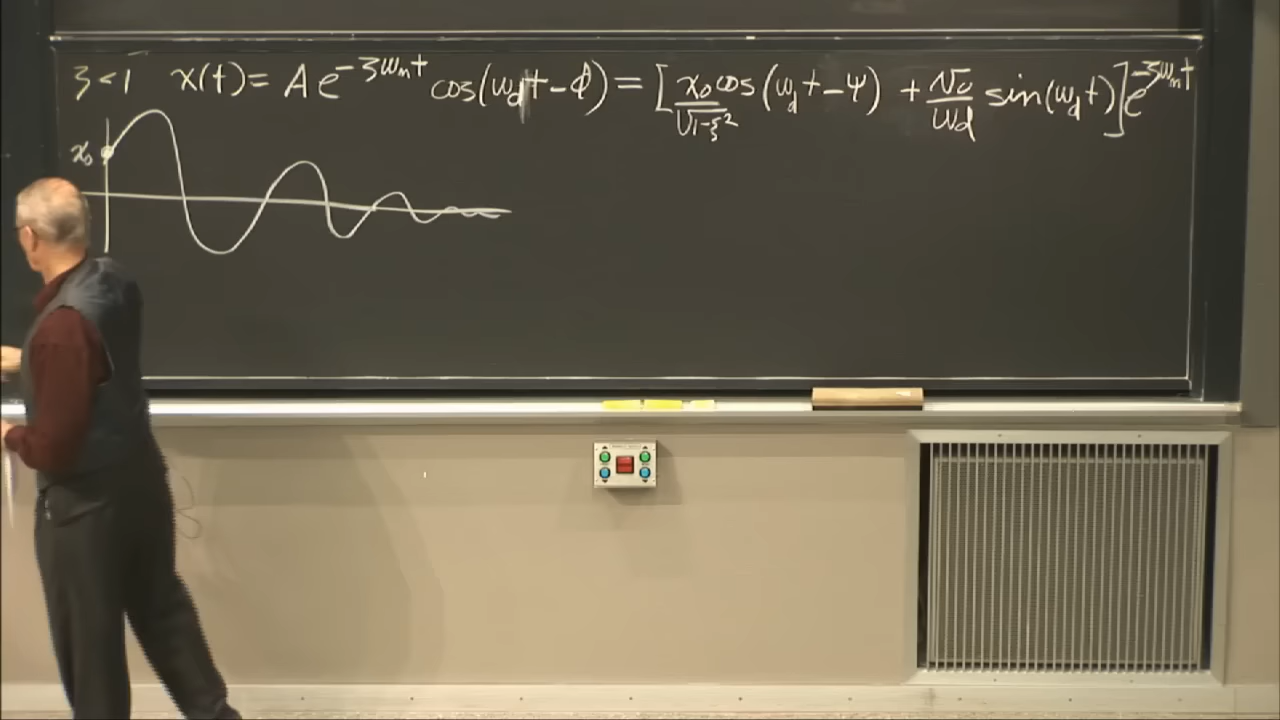 ζ < 1 x(t) = A e^{-ζω_n t} cos(ω_d t - φ) = [ x_0/√(1-ζ²) cos(ω_d t - ψ) + v_0/ω_d sin(ω_d t) ] e^{-ζω_n t}
x_0